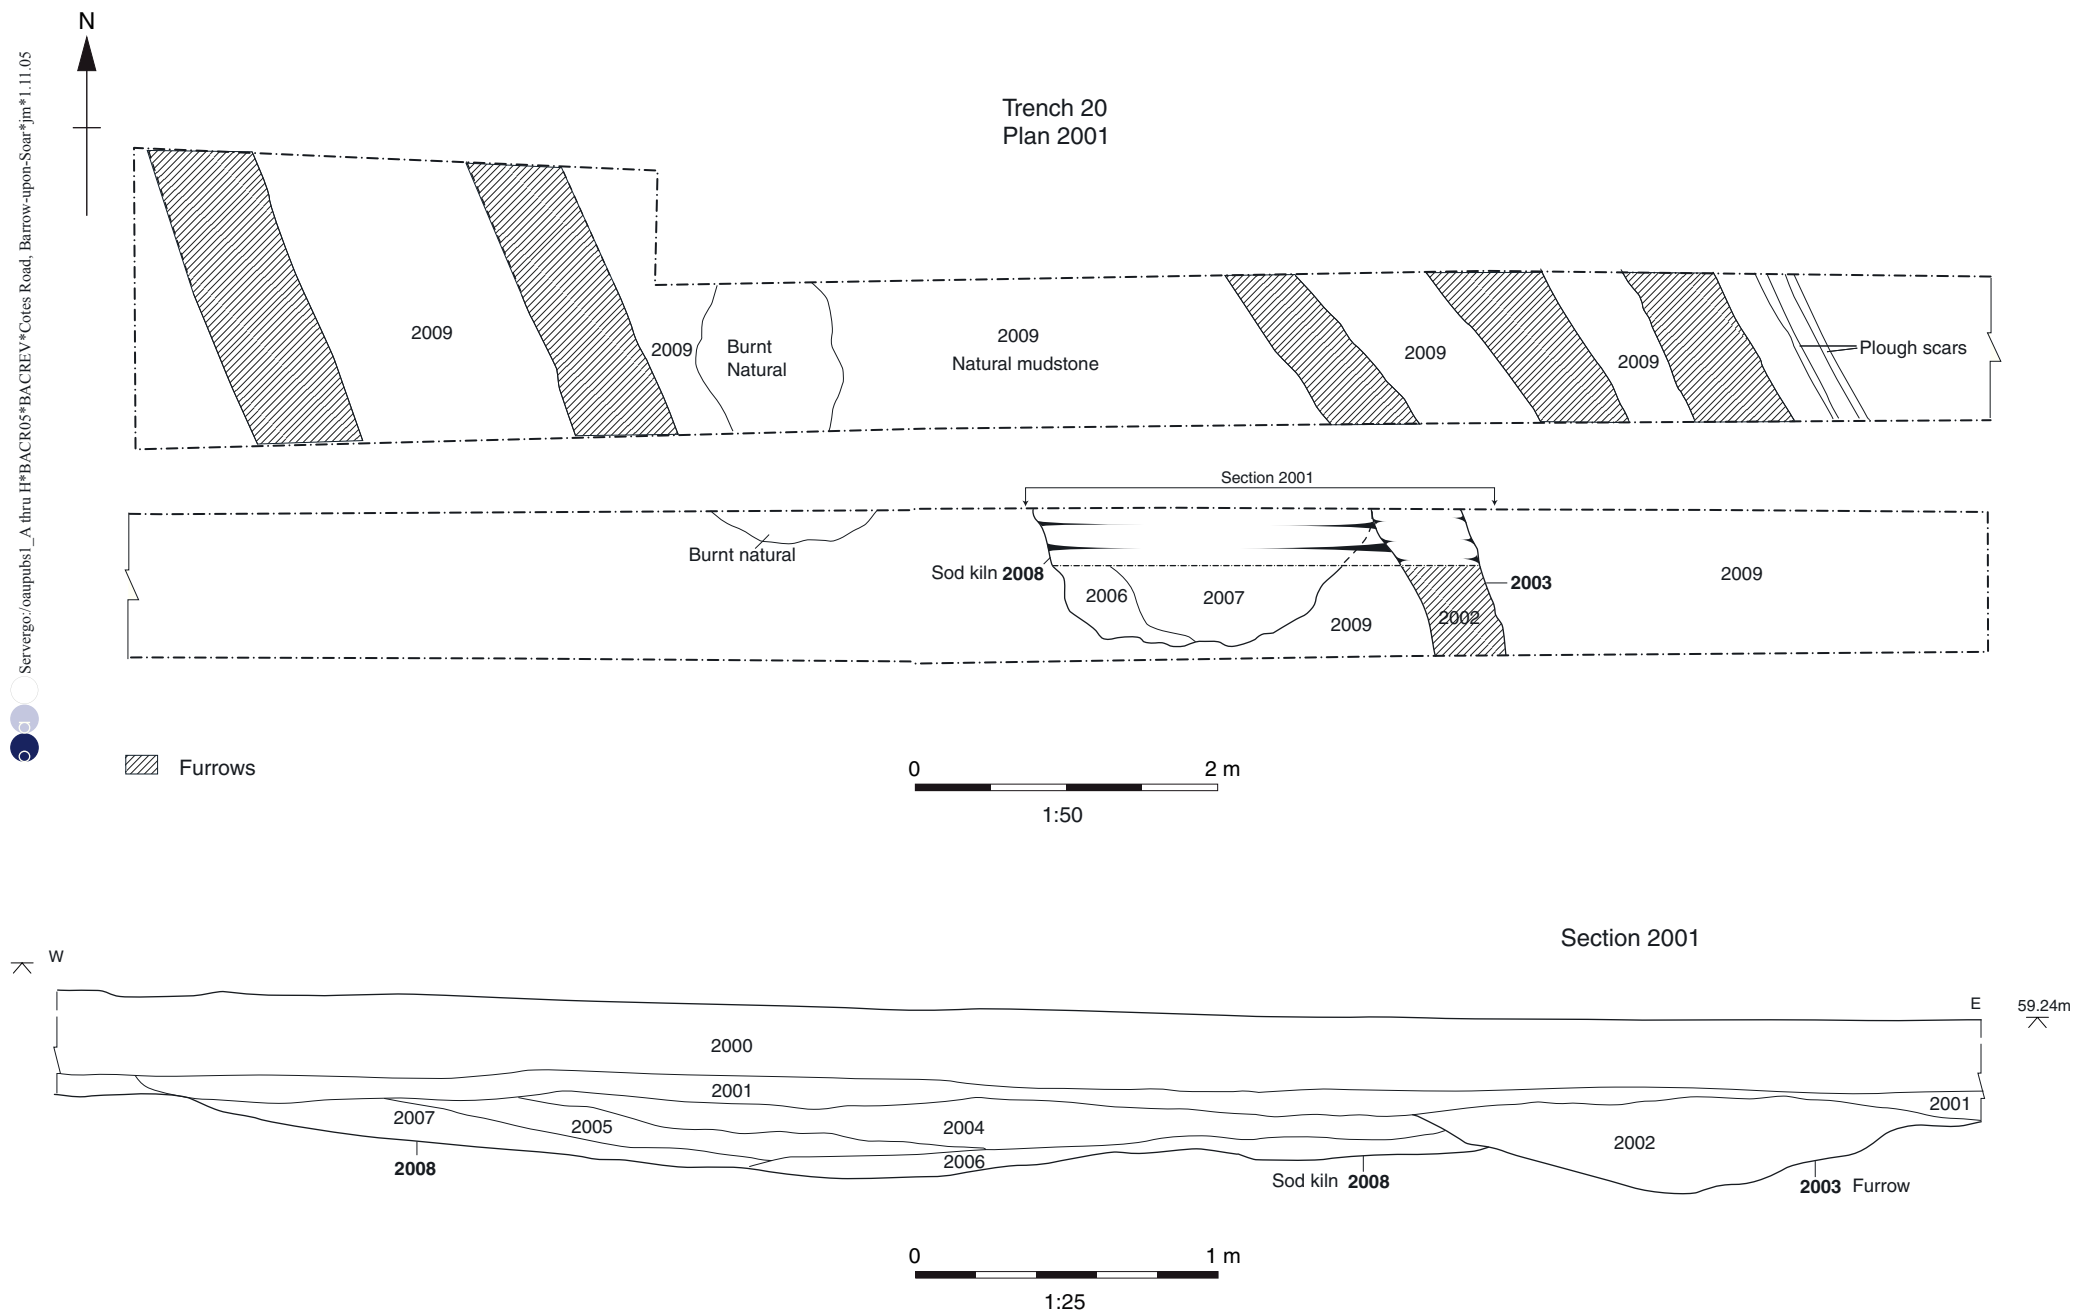 N
Servergo:/oaupubs1_A thru H*BACR05*BACREV*Cotes Road, Barrow-upon-Soar*jm*1.11.05
Trench 20
Plan 2001
2009
2009
Burnt
Natural
2009
Natural mudstone
2009
2009
Plough scars
Section 2001
Burnt natural
Sod kiln 2008
2006
2007
2009
2002
2003
2009
Furrows
0 2 m
1:50
Section 2001
W
E
59.24m
2000
2001
2001
2007
2005
2004
2002
2006
2008
Sod kiln 2008
2003 Furrow
0 1 m
1:25